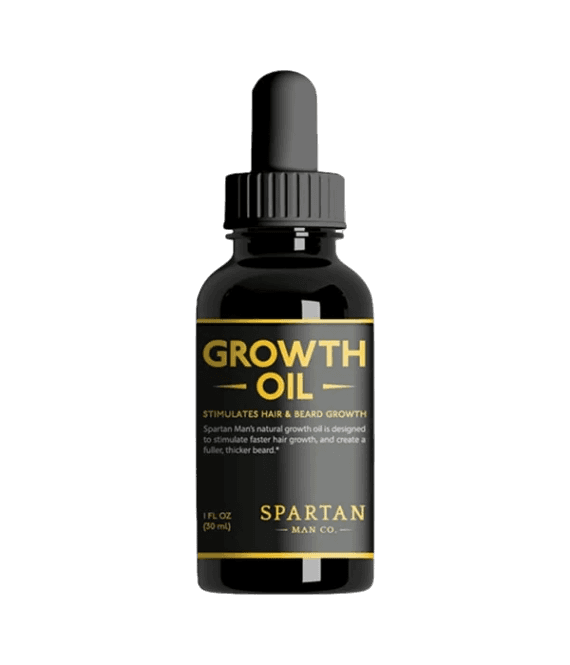 GROWTH
OIL
STIMULATES HAIR & BEARD GROWTH
Spartan Man's natural growth oil is designed
to stimulate faster hair growth, and create a
fuller, thicker beard.*
1 FL OZ
(30 ml)
SPARTAN
MAN CO.